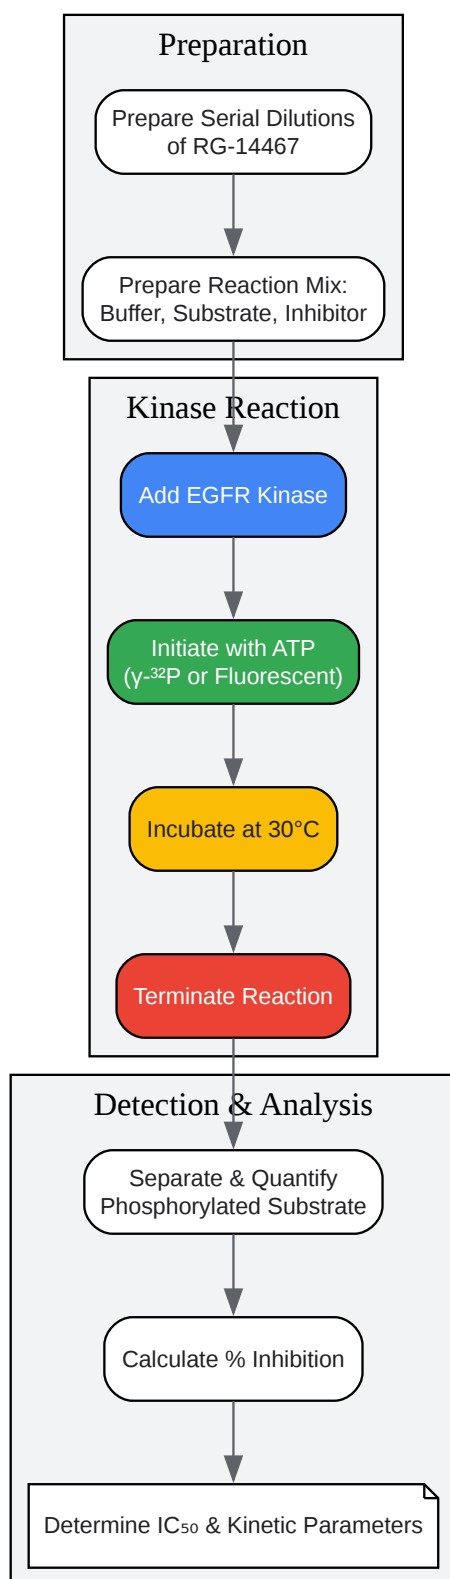 Preparation
Prepare Serial Dilutions
of RG-14467
Prepare Reaction Mix:
Buffer, Substrate, Inhibitor
Kinase Reaction
Add EGFR Kinase
Initiate with ATP
(γ-³²P or Fluorescent)
Incubate at 30°C
Terminate Reaction
Detection & Analysis
Separate & Quantify
Phosphorylated Substrate
Calculate % Inhibition
Determine IC₅₀ & Kinetic Parameters